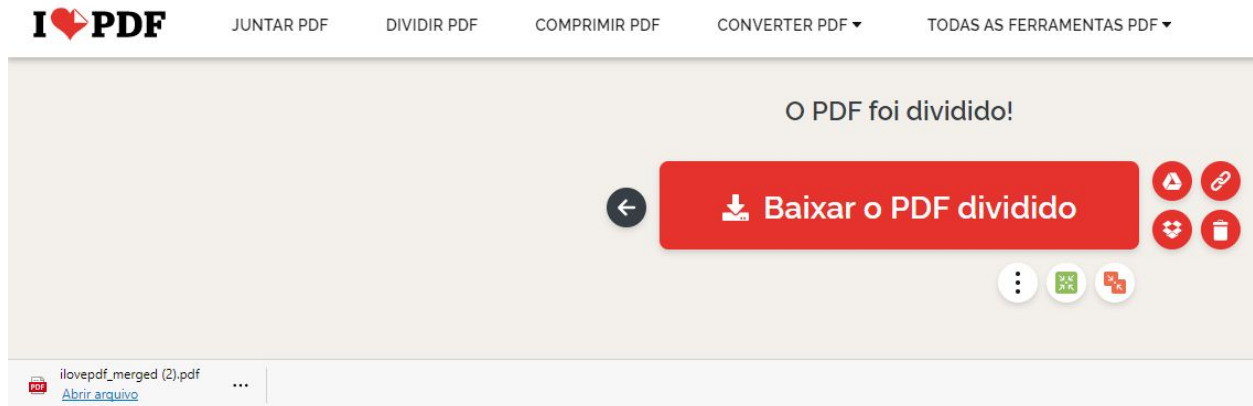 I PDF
JUNTAR PDF
DIVIDIR PDF
COMPRIMIR PDF
CONVERTER PDF
TODAS AS FERRAMENTAS PDF
O PDF foi dividido!
Baixar o PDF dividido
PDF
ilovepdf_merged (2).pdf
Abrir arquivo